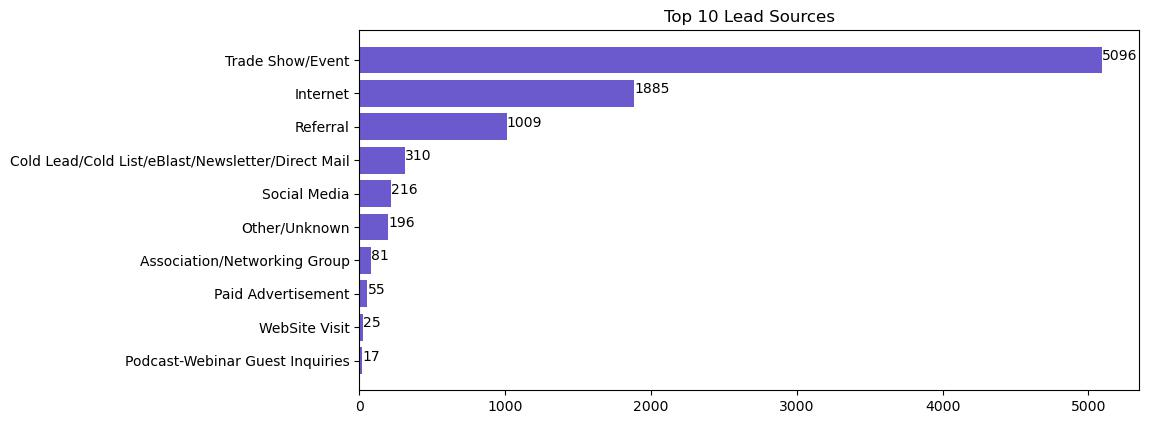 Top 10 Lead Sources
Trade Show/Event 5096
Internet 1885
Referral 1009
Cold Lead/Cold List/eBlast/Newsletter/Direct Mail 310
Social Media 216
Other/Unknown 196
Association/Networking Group 81
Paid Advertisement 55
WebSite Visit 25
Podcast-Webinar Guest Inquiries 17
0 1000 2000 3000 4000 5000